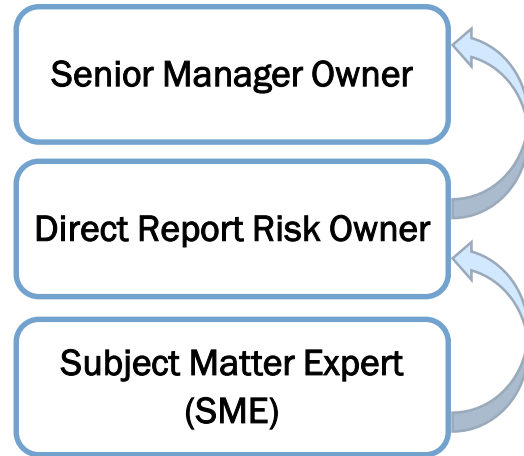 Senior Manager Owner
Direct Report Risk Owner
Subject Matter Expert
(SME)